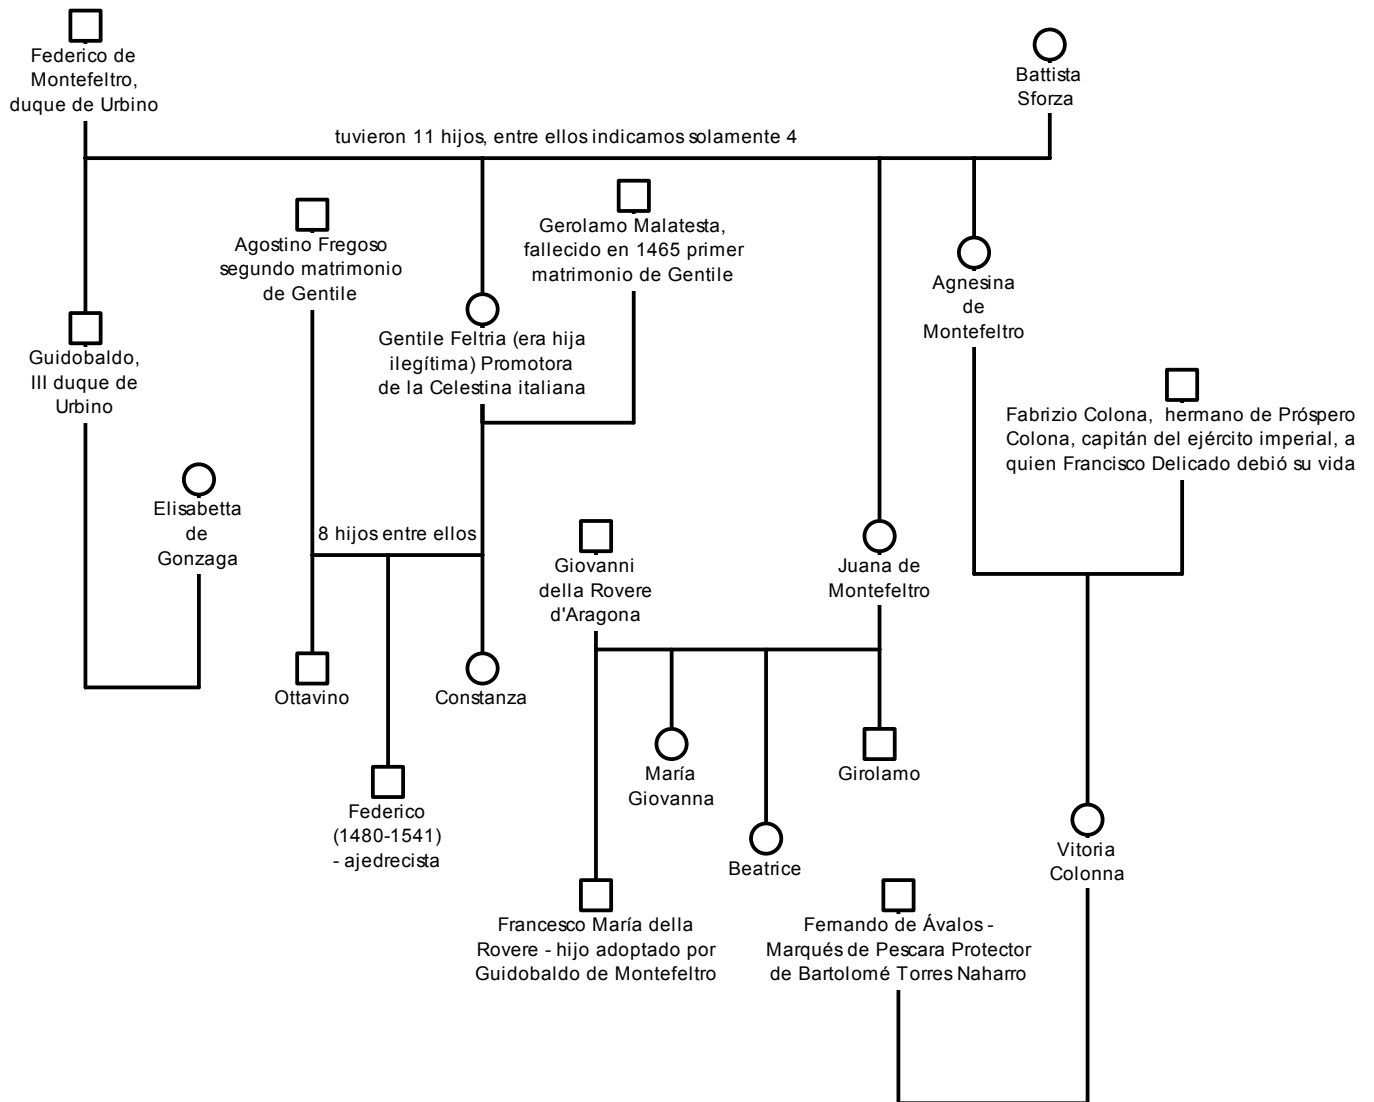 Federico de
Montefeltro,
duque de Urbino
Battista
Sforza
tuvieron 11 hijos, entre ellos indicamos solamente 4
Agostino Fregoso
segundo matrimonio
de Gentile
Gerolamo Malatesta,
fallecido en 1465 primer
matrimonio de Gentile
Agnesina
de
Montefeltro
Guidobaldo,
III duque de
Urbino
Gentile Feltria (era hija
ilegítima) Promotora
de la Celestina italiana
Fabrizio Colona, hermano de Próspero
Colona, capitán del ejército imperial, a
quien Francisco Delicado debió su vida
Elisabetta
de
Gonzaga
8 hijos entre ellos
Giovanni
della Rovere
d'Aragona
Juana de
Montefeltro
Ottavino
Constanza
María
Giovanna
Girolamo
Federico
(1480-1541)
- ajedrecista
Beatrice
Vitoria
Colonna
Francesco María della
Rovere - hijo adoptado por
Guidobaldo de Montefeltro
Fernando de Ávalos -
Marqués de Pescara Protector
de Bartolomé Torres Naharro